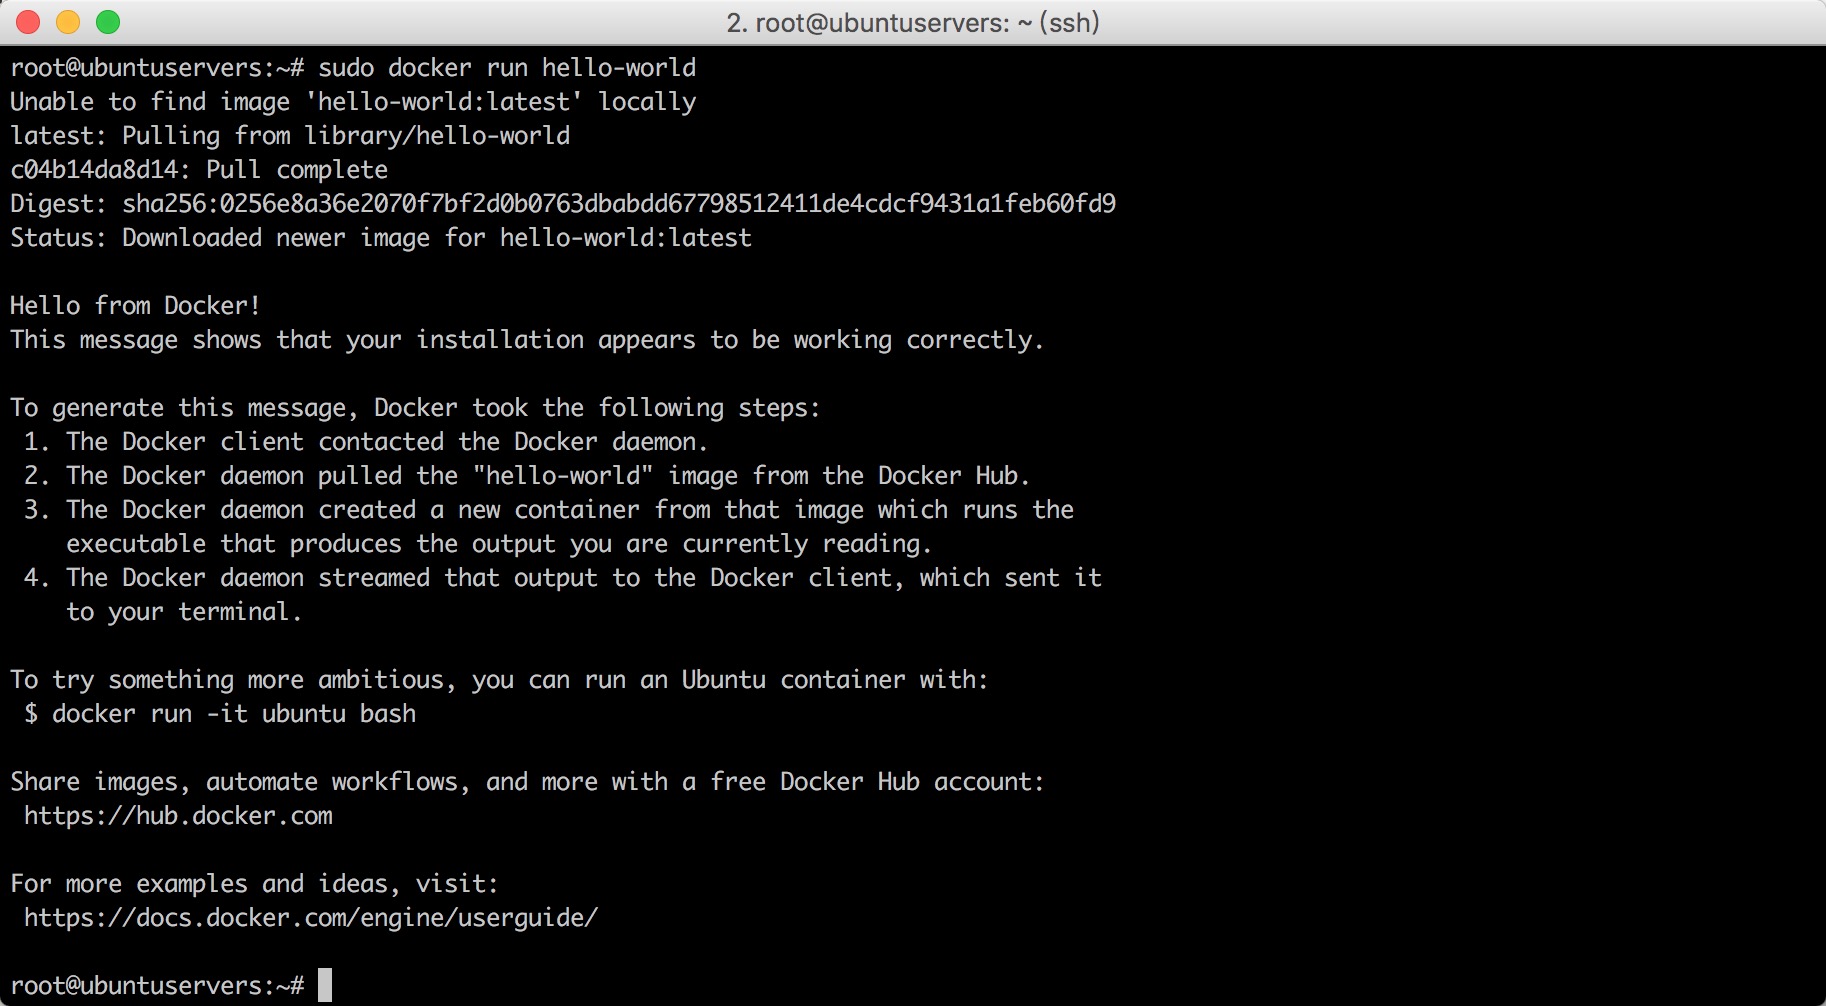 2. root@ubuntuservers: ~ (ssh)
root@ubuntuservers:~# sudo docker run hello-world
Unable to find image 'hello-world:latest' locally
latest: Pulling from library/hello-world
c04b14da8d14: Pull complete
Digest: sha256:0256e8a36e2070f7bf2d0b0763dbabdd67798512411de4cdcf9431a1feb60fd9
Status: Downloaded newer image for hello-world:latest

Hello from Docker!
This message shows that your installation appears to be working correctly.

To generate this message, Docker took the following steps:
 1. The Docker client contacted the Docker daemon.
 2. The Docker daemon pulled the "hello-world" image from the Docker Hub.
 3. The Docker daemon created a new container from that image which runs the
    executable that produces the output you are currently reading.
 4. The Docker daemon streamed that output to the Docker client, which sent it
    to your terminal.

To try something more ambitious, you can run an Ubuntu container with:
 $ docker run -it ubuntu bash

Share images, automate workflows, and more with a free Docker Hub account:
 https://hub.docker.com

For more examples and ideas, visit:
 https://docs.docker.com/engine/userguide/

root@ubuntuservers:~#